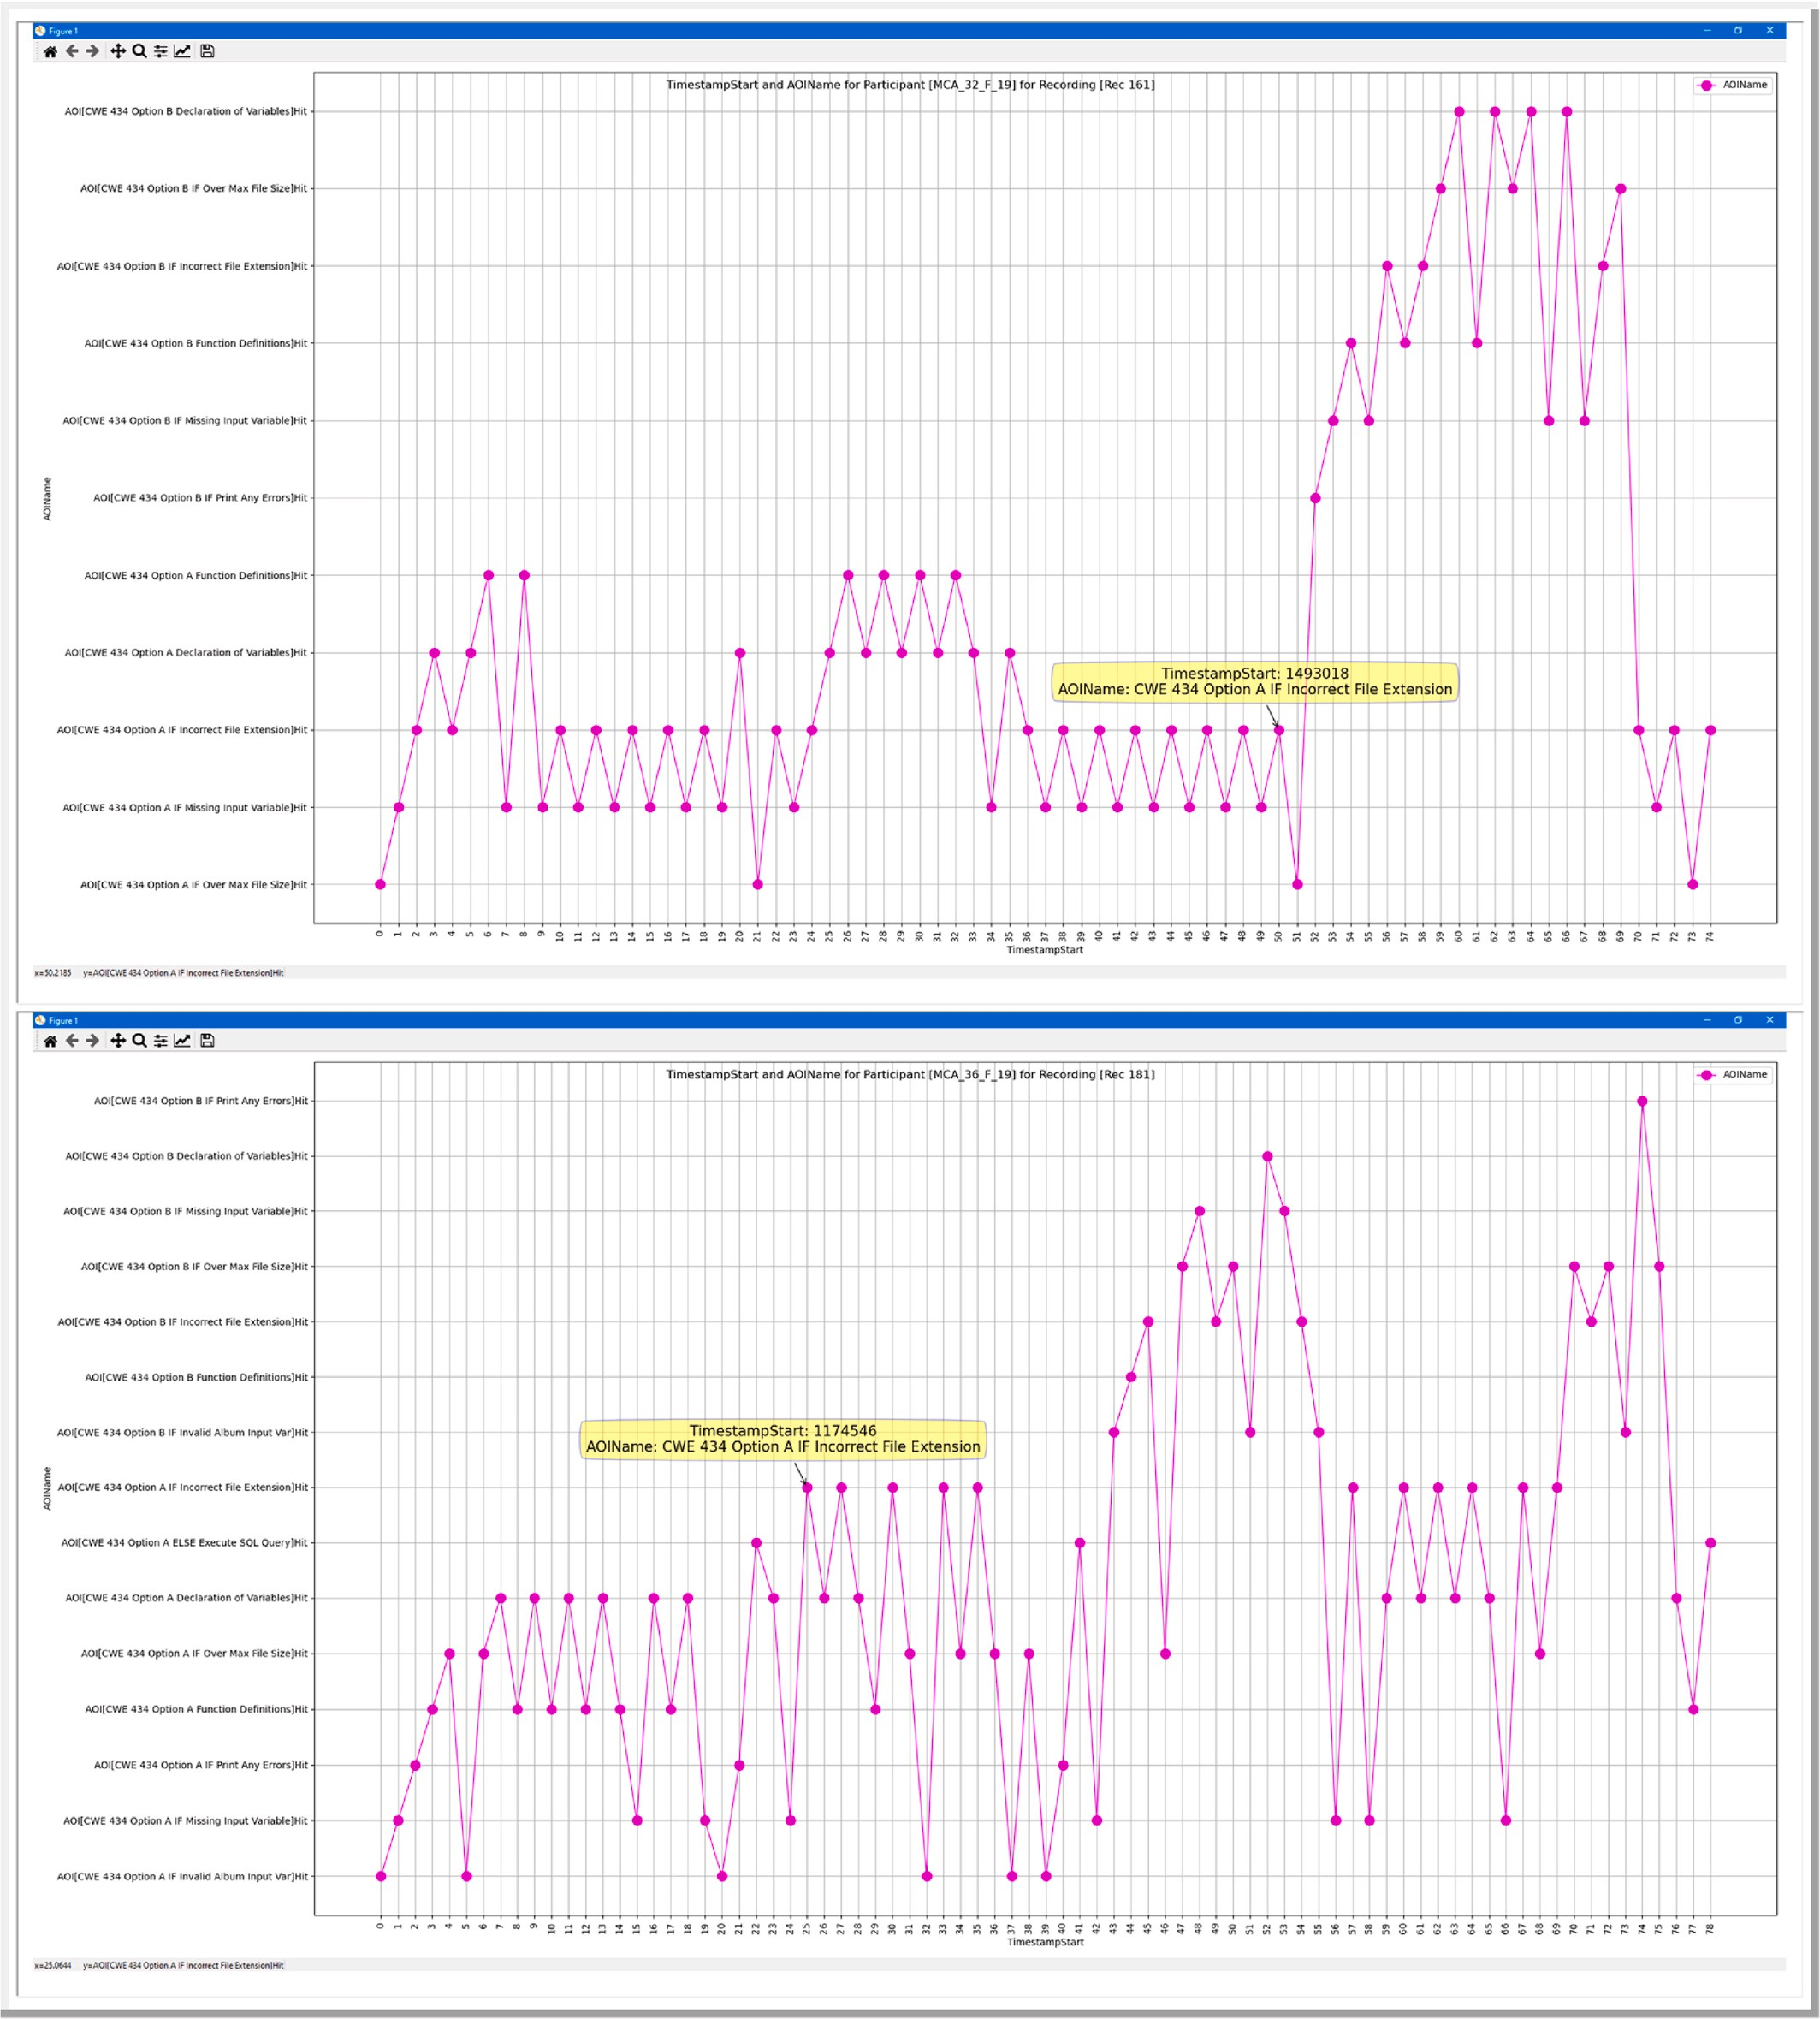 Figure 1
TimestampStart and AOIName for Participant [MCA_32_F_19] for Recording [Rec 161]
AOIName
AOI[CWE 434 Option B Declaration of Variables]Hit
AOI[CWE 434 Option B IF Over Max File Size]Hit
AOI[CWE 434 Option B IF Incorrect File Extension]Hit
AOI[CWE 434 Option B Function Definitions]Hit
AOI[CWE 434 Option B IF Missing Input Variable]Hit
AOI[CWE 434 Option B IF Print Any Errors]Hit
AOI[CWE 434 Option A Function Definitions]Hit
AOI[CWE 434 Option A Declaration of Variables]Hit
AOI[CWE 434 Option A IF Incorrect File Extension]Hit
AOI[CWE 434 Option A IF Missing Input Variable]Hit
AOI[CWE 434 Option A IF Over Max File Size]Hit
AOIName
TimestampStart: 1493018
AOIName: CWE 434 Option A IF Incorrect File Extension
0 1 2 3 4 5 6 7 8 9 10 11 12 13 14 15 16 17 18 19 20 21 22 23 24 25 26 27 28 29 30 31 32 33 34 35 36 37 38 39 40 41 42 43 44 45 46 47 48 49 50 51 52 53 54 55 56 57 58 59 60 61 62 63 64 65 66 67 68 69 70 71 72 73 74
TimestampStart
x=50.2185 y=AOI[CWE 434 Option A IF Incorrect File Extension]Hit
Figure 1
TimestampStart and AOIName for Participant [MCA_36_F_19] for Recording [Rec 181]
AOIName
AOI[CWE 434 Option B IF Print Any Errors]Hit
AOI[CWE 434 Option B Declaration of Variables]Hit
AOI[CWE 434 Option B IF Missing Input Variable]Hit
AOI[CWE 434 Option B IF Over Max File Size]Hit
AOI[CWE 434 Option B IF Incorrect File Extension]Hit
AOI[CWE 434 Option B Function Definitions]Hit
AOI[CWE 434 Option B IF Invalid Album Input Var]Hit
AOI[CWE 434 Option A IF Incorrect File Extension]Hit
AOI[CWE 434 Option A ELSE Execute SQL Query]Hit
AOI[CWE 434 Option A Declaration of Variables]Hit
AOI[CWE 434 Option A IF Over Max File Size]Hit
AOI[CWE 434 Option A Function Definitions]Hit
AOI[CWE 434 Option A IF Print Any Errors]Hit
AOI[CWE 434 Option A IF Missing Input Variable]Hit
AOI[CWE 434 Option A IF Invalid Album Input Var]Hit
AOIName
TimestampStart: 1174546
AOIName: CWE 434 Option A IF Incorrect File Extension
0 1 2 3 4 5 6 7 8 9 10 11 12 13 14 15 16 17 18 19 20 21 22 23 24 25 26 27 28 29 30 31 32 33 34 35 36 37 38 39 40 41 42 43 44 45 46 47 48 49 50 51 52 53 54 55 56 57 58 59 60 61 62 63 64 65 66 67 68 69 70 71 72 73 74 75 76 77 78
TimestampStart
x=25.0644 y=AOI[CWE 434 Option A IF Incorrect File Extension]Hit